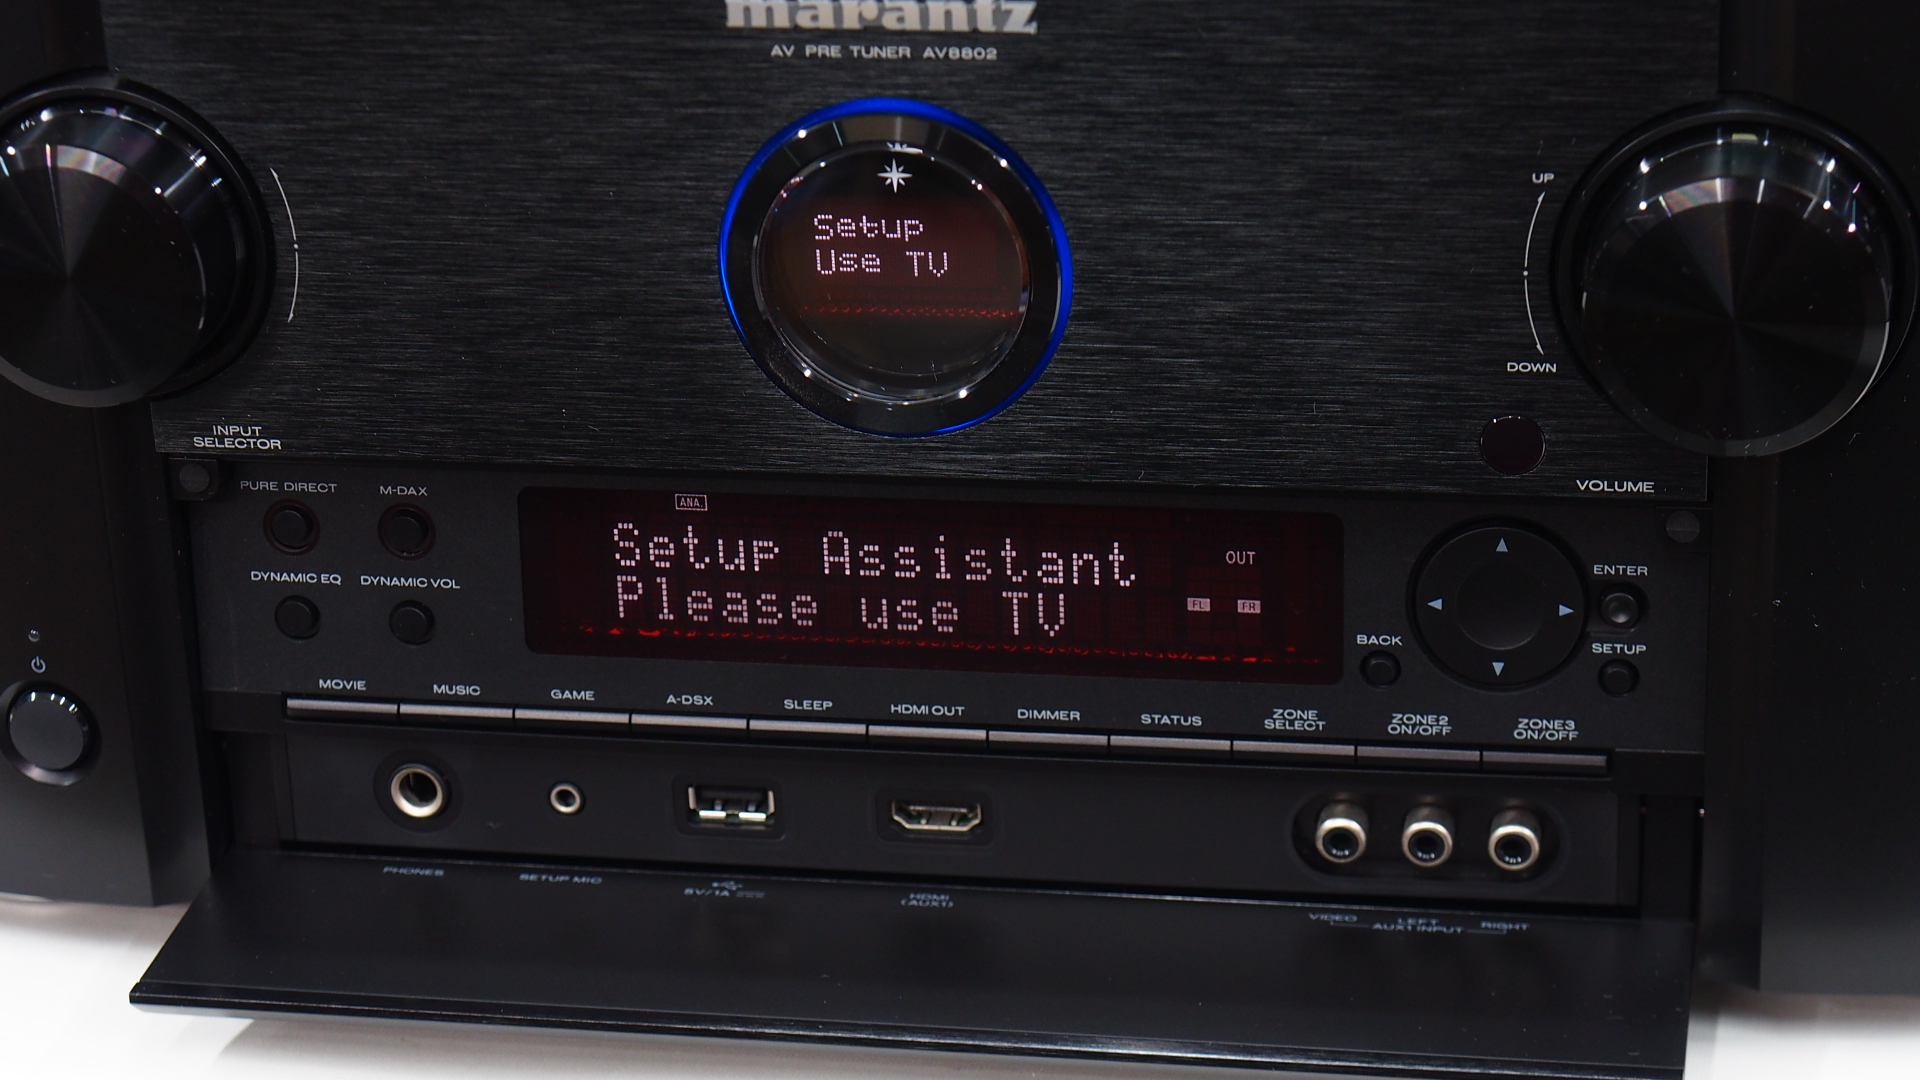 marantz
AV PRE TUNER AV8802
Setup
Use TV
UP
DOWN
INPUT
SELECTOR
VOLUME
PURE DIRECT
M-DAX
DYNAMIC EQ
DYNAMIC VOL
ANA.
Setup Assistant
Please use TV
OUT
FL
FR
ENTER
BACK
SETUP
MOVIE
MUSIC
GAME
A-DSX
SLEEP
HDMI OUT
DIMMER
STATUS
ZONE
SELECT
ZONE2
ON/OFF
ZONE3
ON/OFF
PHONES
SETUP MIC
5V/1A
HDMI
(AUX1)
VIDEO
LEFT
RIGHT
AUX1 INPUT